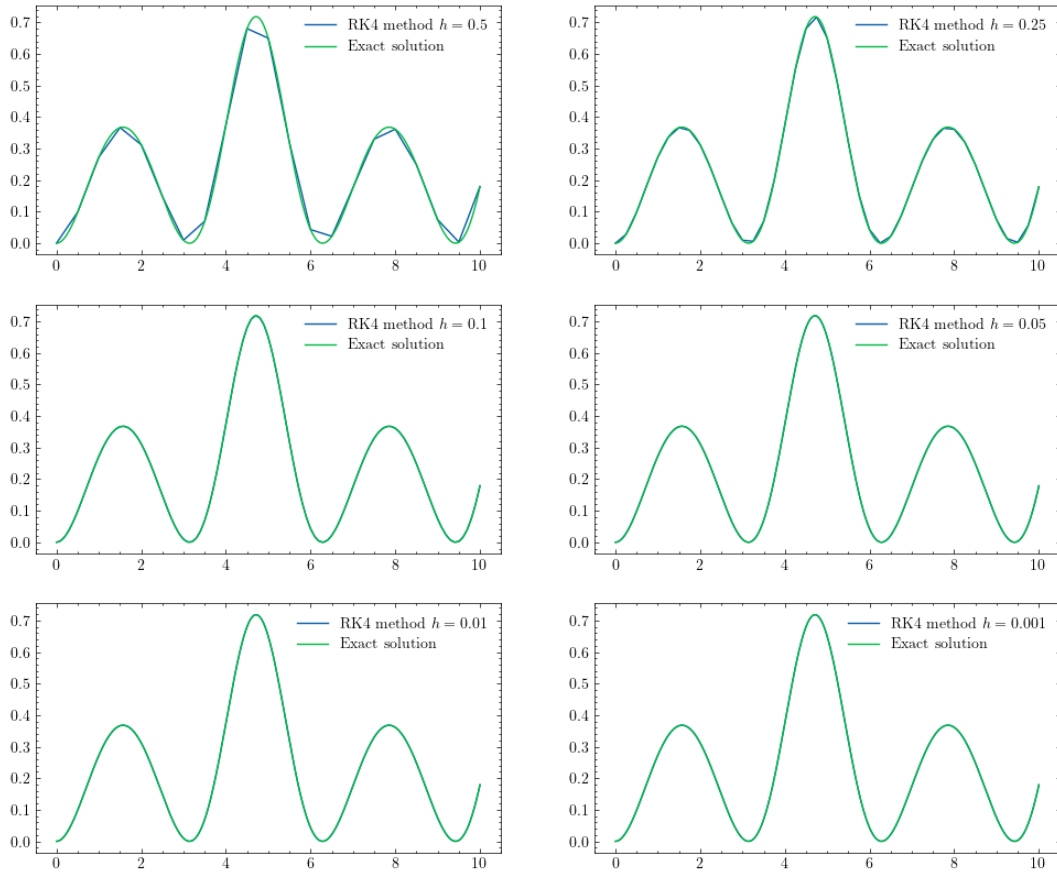 RK4 method h = 0.5
Exact solution
0.7
0.6
0.5
0.4
0.3
0.2
0.1
0.0
0 2 4 6 8 10
RK4 method h = 0.25
Exact solution
0.7
0.6
0.5
0.4
0.3
0.2
0.1
0.0
0 2 4 6 8 10
RK4 method h = 0.1
Exact solution
0.7
0.6
0.5
0.4
0.3
0.2
0.1
0.0
0 2 4 6 8 10
RK4 method h = 0.05
Exact solution
0.7
0.6
0.5
0.4
0.3
0.2
0.1
0.0
0 2 4 6 8 10
RK4 method h = 0.01
Exact solution
0.7
0.6
0.5
0.4
0.3
0.2
0.1
0.0
0 2 4 6 8 10
RK4 method h = 0.001
Exact solution
0.7
0.6
0.5
0.4
0.3
0.2
0.1
0.0
0 2 4 6 8 10